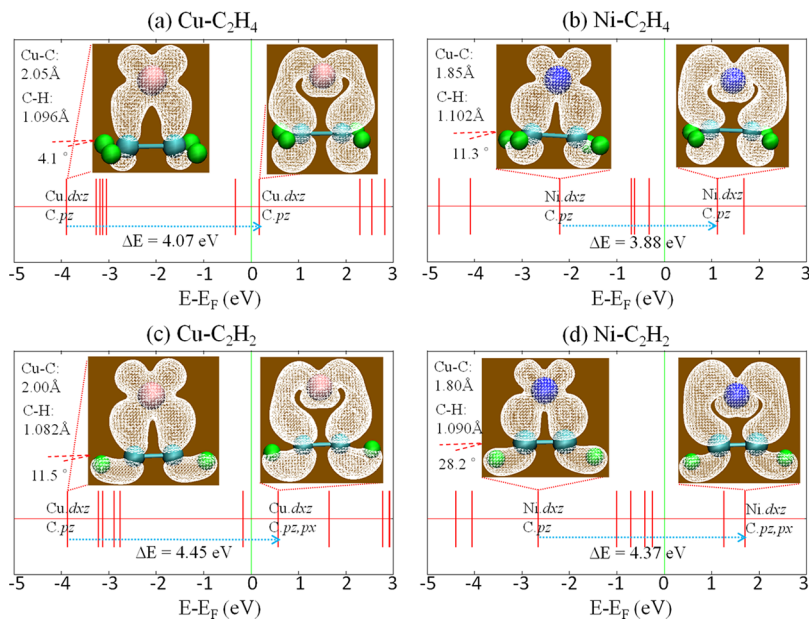 (a) Cu-C2H4
Cu-C:
2.05Å
C-H:
1.096Å
4.1 °
Cu.dxz
C.pz
Cu.dxz
C.pz
ΔE = 4.07 eV
-5 -4 -3 -2 -1 0 1 2 3
E-EF (eV)
(b) Ni-C2H4
Cu-C:
1.85Å
C-H:
1.102Å
11.3 °
Ni.dxz
C.pz
Ni.dxz
C.pz
ΔE = 3.88 eV
-5 -4 -3 -2 -1 0 1 2 3
E-EF (eV)
(c) Cu-C2H2
Cu-C:
2.00Å
C-H:
1.082Å
11.5 °
Cu.dxz
C.pz
Cu.dxz
C.pz,px
ΔE = 4.45 eV
-5 -4 -3 -2 -1 0 1 2 3
E-EF (eV)
(d) Ni-C2H2
Cu-C:
1.80Å
C-H:
1.090Å
28.2 °
Ni.dxz
C.pz
Ni.dxz
C.pz,px
ΔE = 4.37 eV
-5 -4 -3 -2 -1 0 1 2 3
E-EF (eV)